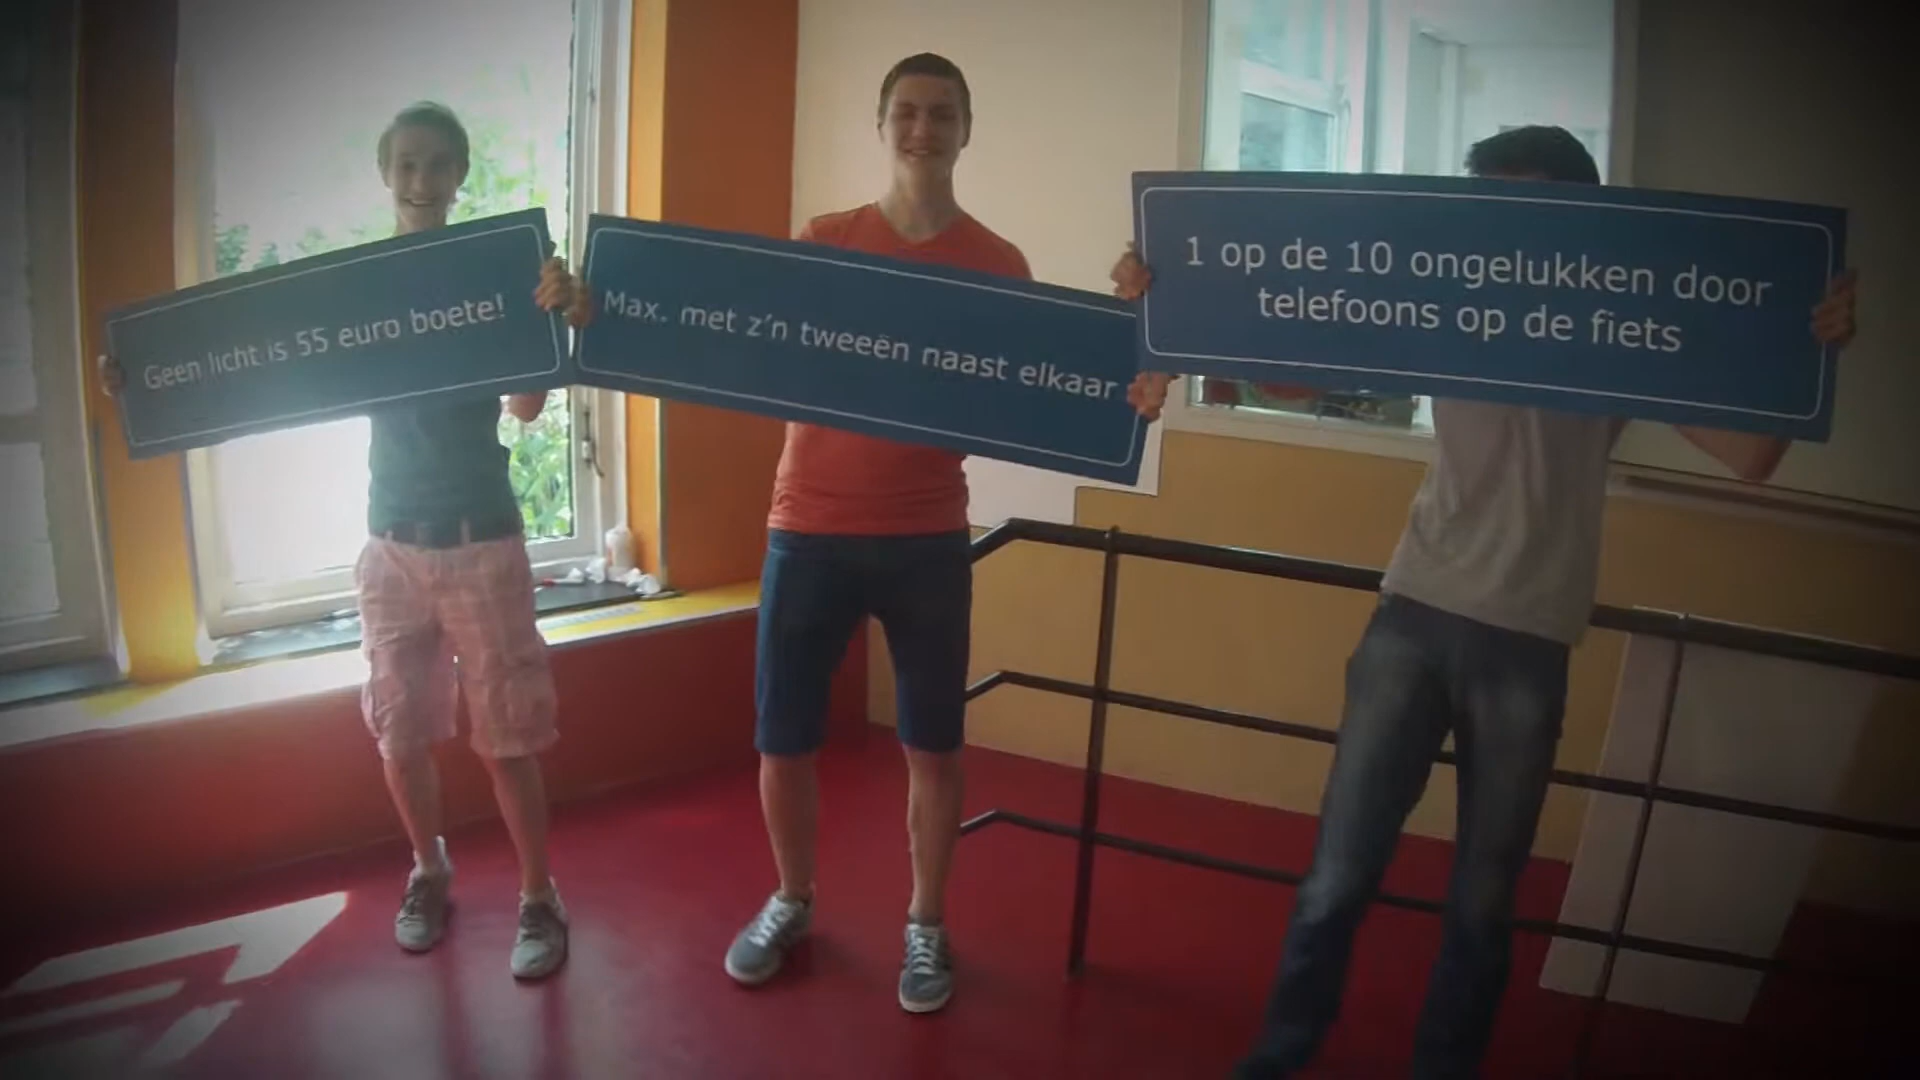 Geen licht is 55 euro boete!
Max. met z'n tweeën naast elkaar
1 op de 10 ongelukken door
telefoons op de fiets